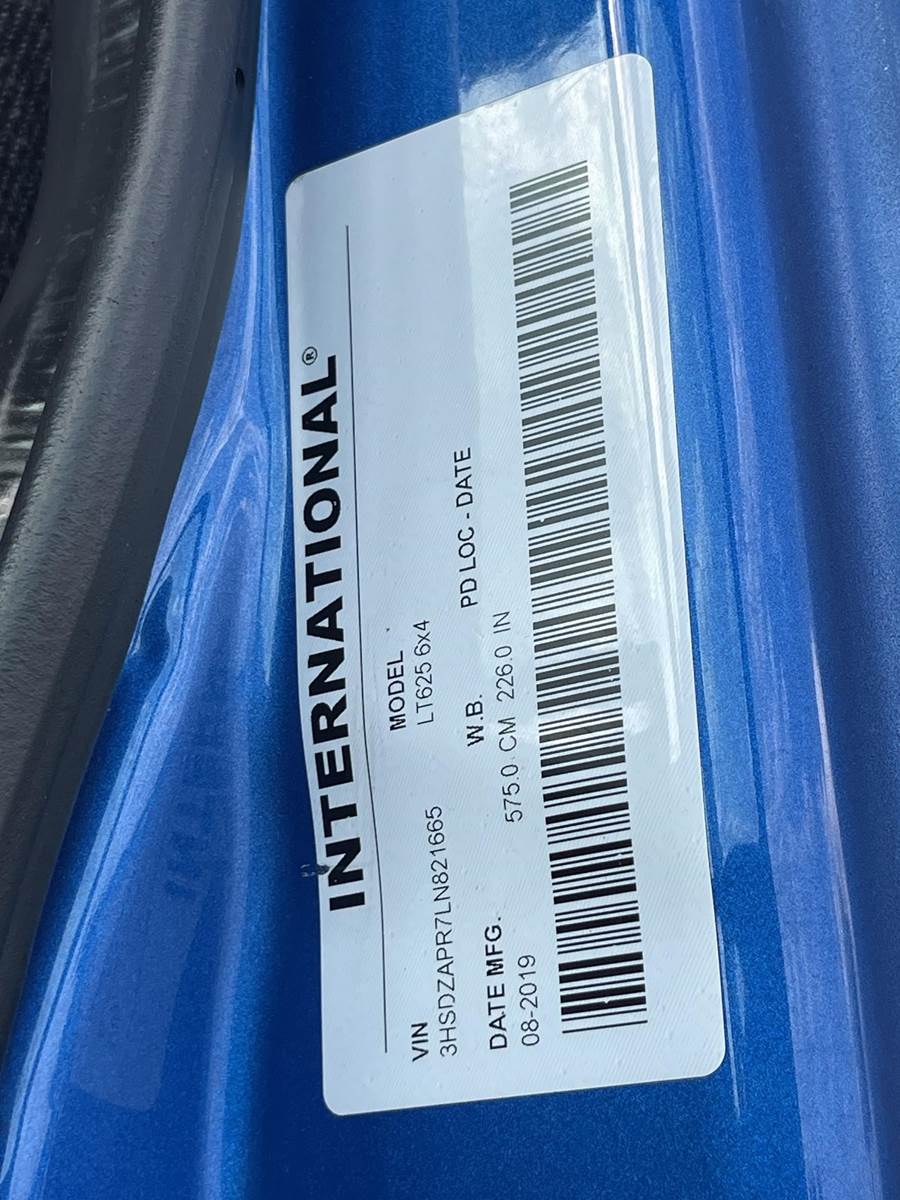 INTERNATIONAL®
VIN MODEL
3HSDZAPR7LN821665 LT625 6x4
DATE MFG. W.B. PD LOC - DATE
08-2019 575.0 CM 226.0 IN